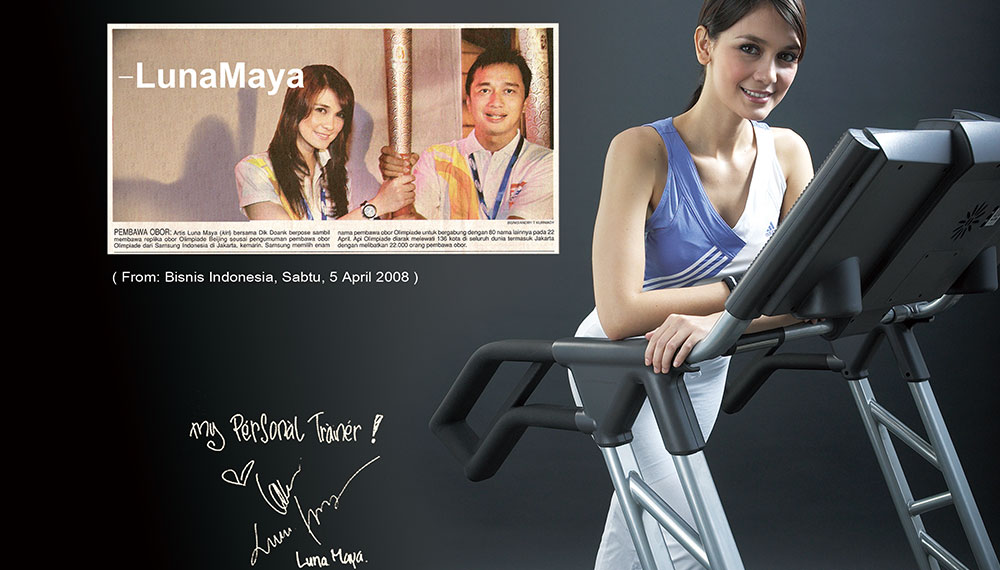 –LunaMaya
PEMBAWA OBOR: Artis Luna Maya (kiri) bersama Dik Doank berpose sambil
membawa replika obor Olimpiade Beijing seusai pengumuman pembawa obor
Olimpiade dari Samsung Indonesia di Jakarta, kemarin. Samsung memilih enam
nama pembawa obor untuk bergabung dengan 80 nama lainnya pada 22
April. Api Olimpiade diarak melewati 136 kota di seluruh dunia termasuk Jakarta
dengan melibatkan 22.000 orang pembawa obor.
( From: Bisnis Indonesia, Sabtu, 5 April 2008 )
my Personal Trainer !
Luna Maya.